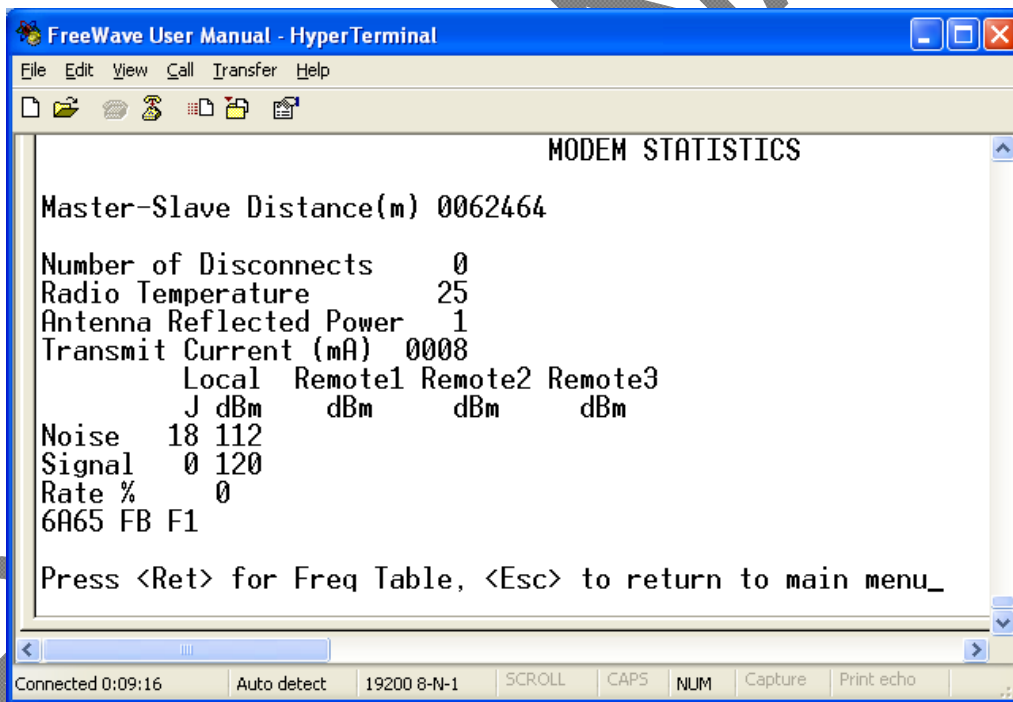 FreeWave User Manual - HyperTerminal
File Edit View Call Transfer Help
MODEM STATISTICS
Master-Slave Distance(m) 0062464
Number of Disconnects 0
Radio Temperature 25
Antenna Reflected Power 1
Transmit Current (mA) 0008
Local Remote1 Remote2 Remote3
J dBm dBm dBm dBm
Noise 18 112
Signal 0 120
Rate % 0
6A65 FB F1
Press <Ret> for Freq Table, <Esc> to return to main menu_
Connected 0:09:16 Auto detect 19200 8-N-1 SCROLL CAPS NUM Capture Print echo